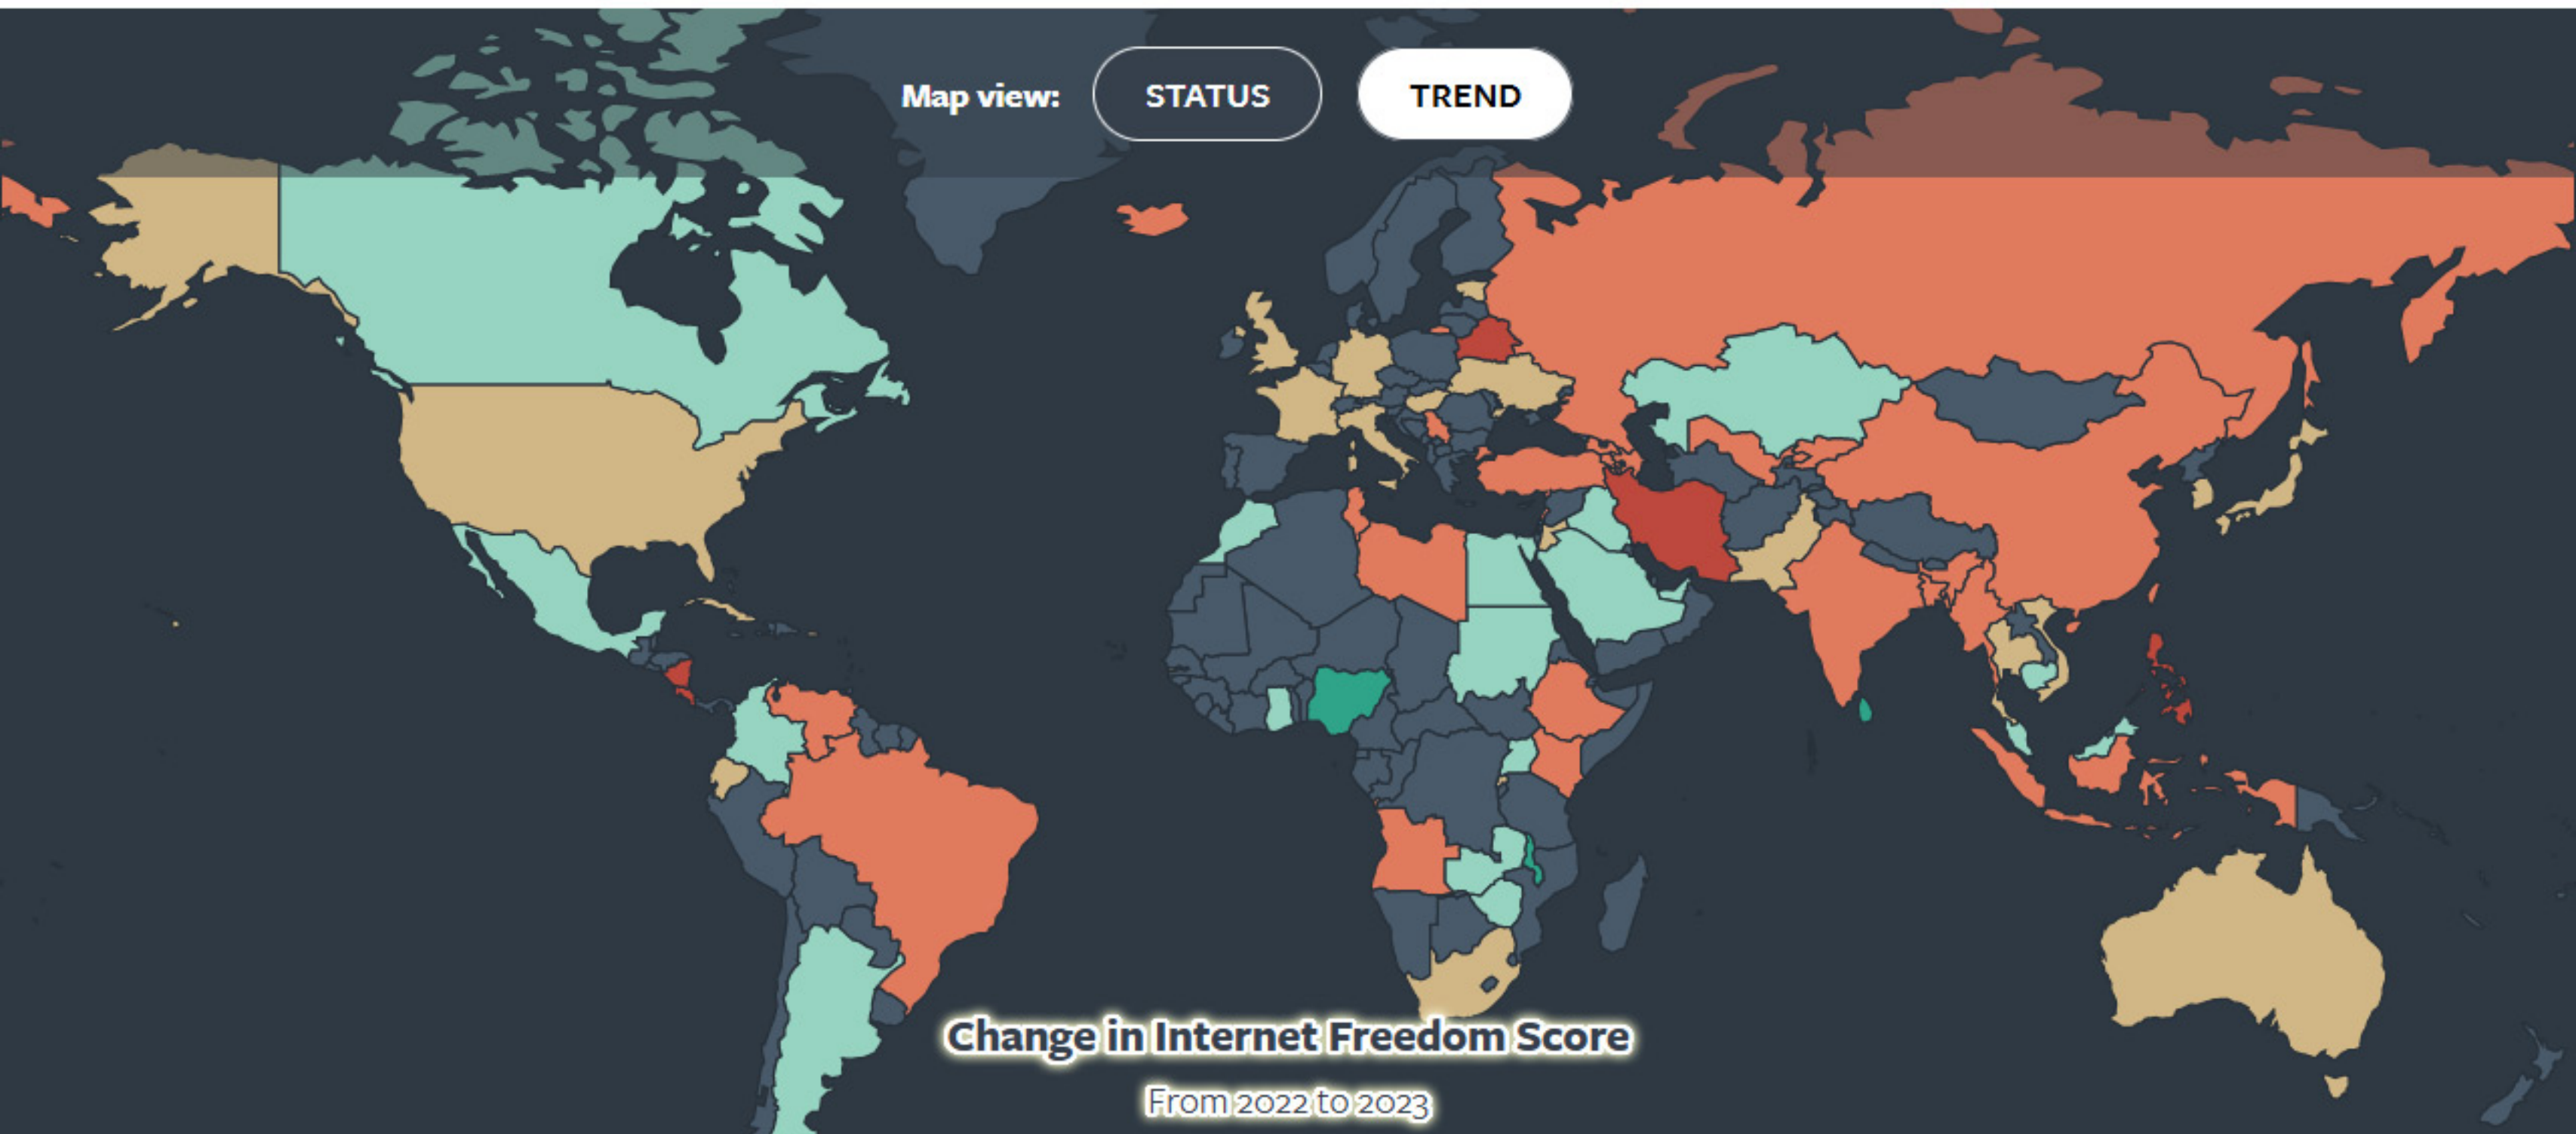 Map view: STATUS TREND
Change in Internet Freedom Score
From 2022 to 2023